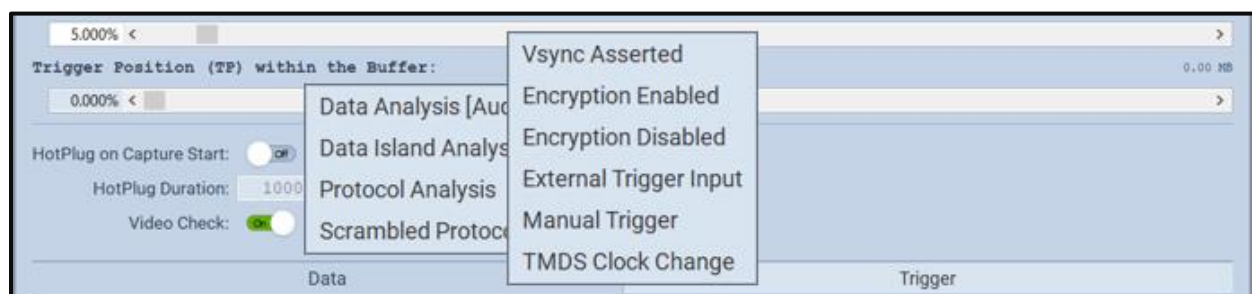 5.000% <
>
Trigger Position (TP) within the Buffer:
0.00 MB
0.000% <
>
HotPlug on Capture Start: Off
HotPlug Duration: 1000
Video Check: On
Data Analysis [Au
Data Island Analys
Protocol Analysis
Scrambled Protoc
Vsync Asserted
Encryption Enabled
Encryption Disabled
External Trigger Input
Manual Trigger
TMDS Clock Change
Data
Trigger